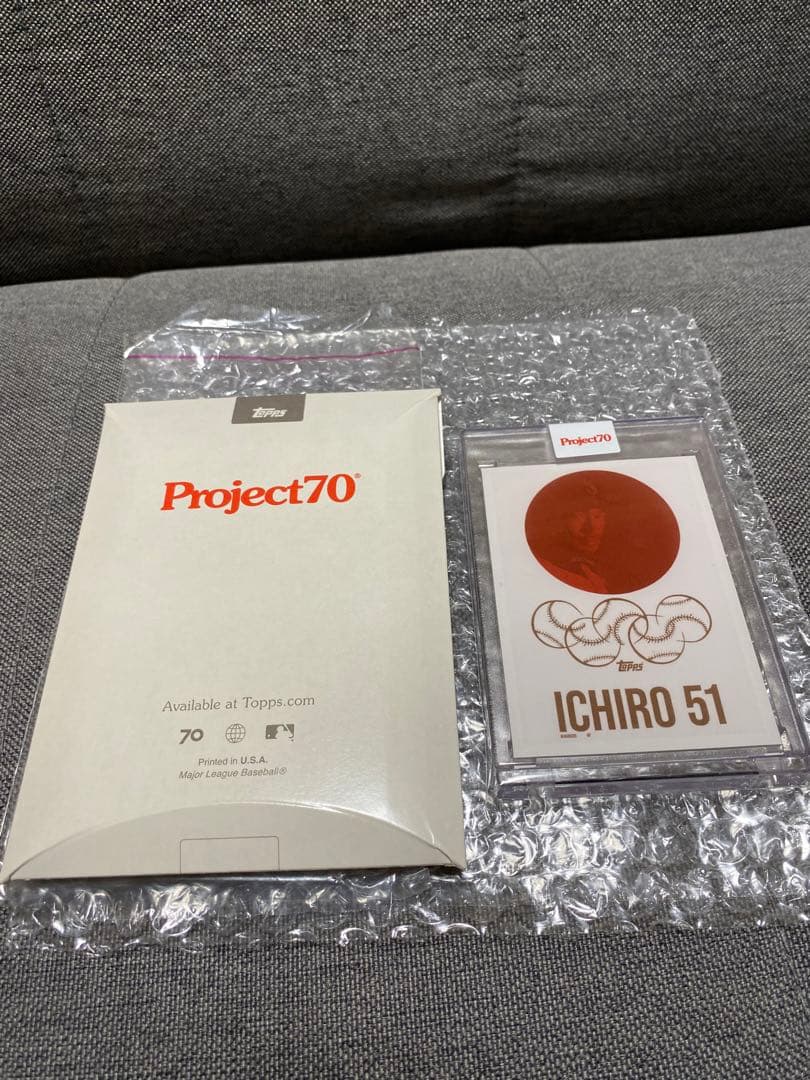 Topps
Project70®
Available at Topps.com
70
Printed in U.S.A.
Major League Baseball®
Project70
Topps
ICHIRO 51